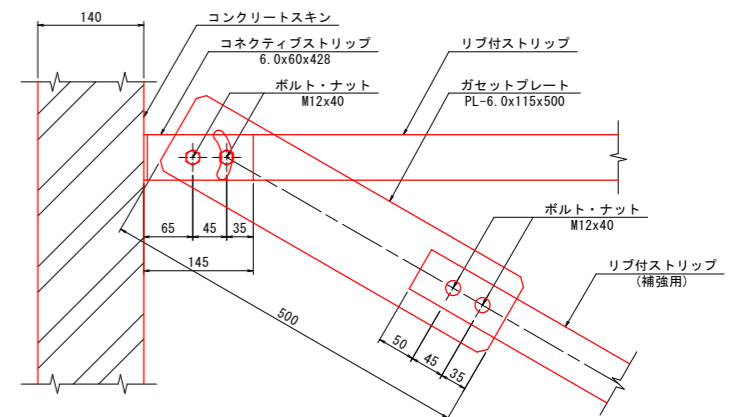 140
コンクリートスキン
コネクティブストリップ
6.0x60x428
リブ付ストリップ
ボルト・ナット
M12x40
ガセットプレート
PL-6.0x115x500
65
45
35
145
ボルト・ナット
M12x40
リブ付ストリップ
(補強用)
500
50
45
35